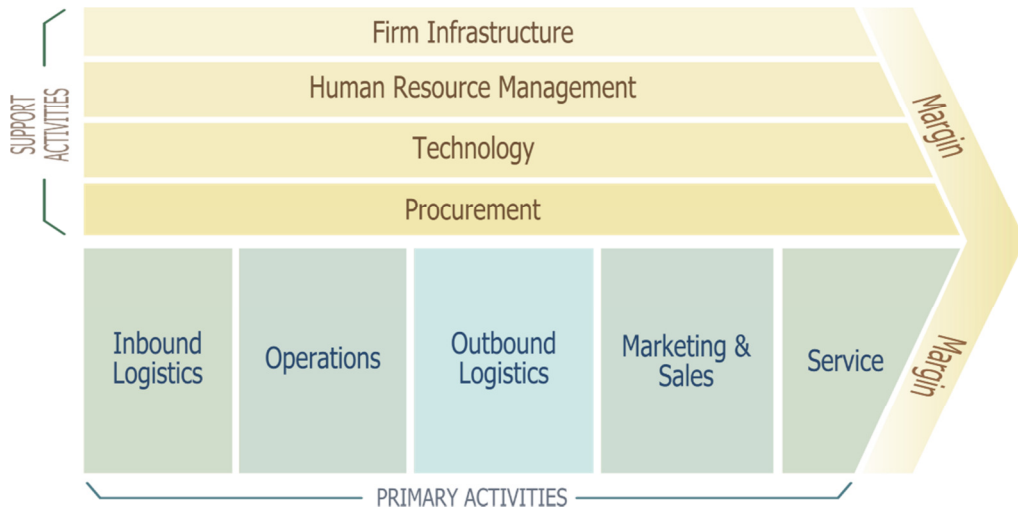 Firm Infrastructure
Human Resource Management
Technology
Procurement
SUPPORT
ACTIVITIES
Margin
Inbound
Logistics
Operations
Outbound
Logistics
Marketing &
Sales
Service
Margin
PRIMARY ACTIVITIES